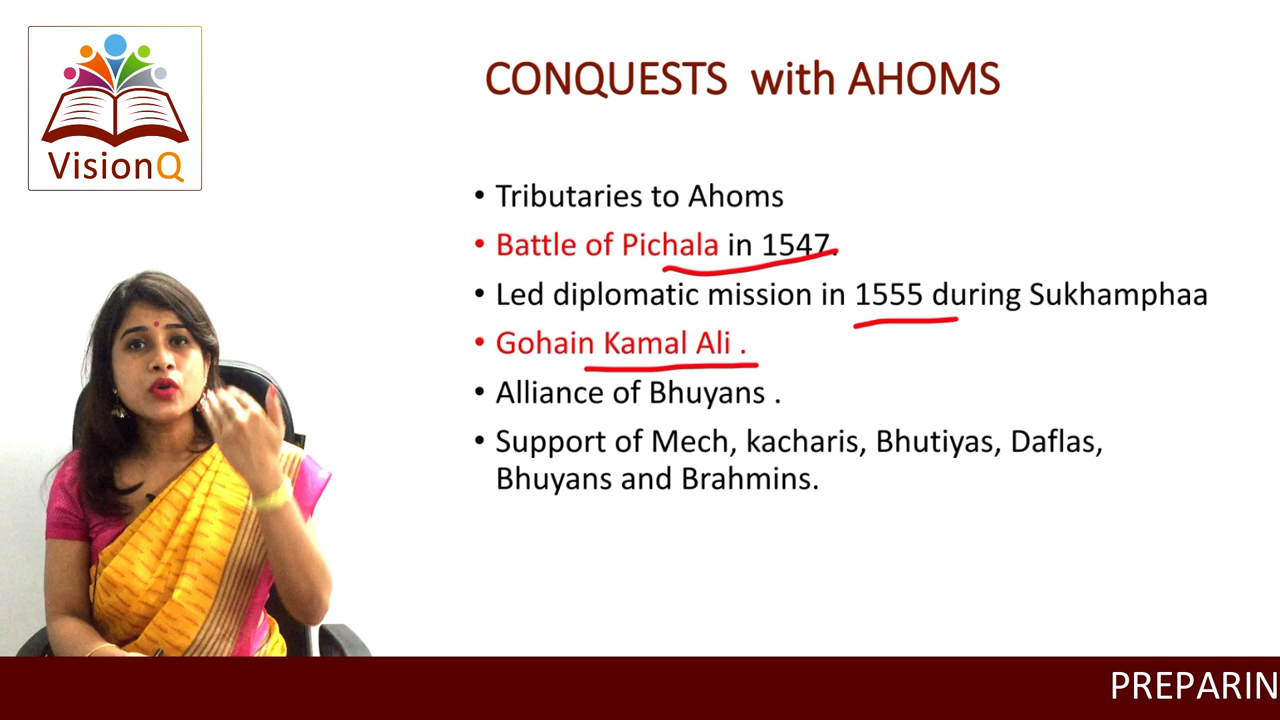 VisionQ
CONQUESTS with AHOMS
• Tributaries to Ahoms
• Battle of Pichala in 1547.
• Led diplomatic mission in 1555 during Sukhamphaa
• Gohain Kamal Ali .
• Alliance of Bhuyans .
• Support of Mech, kacharis, Bhutiyas, Daflas,
Bhuyans and Brahmins.
PREPARIN